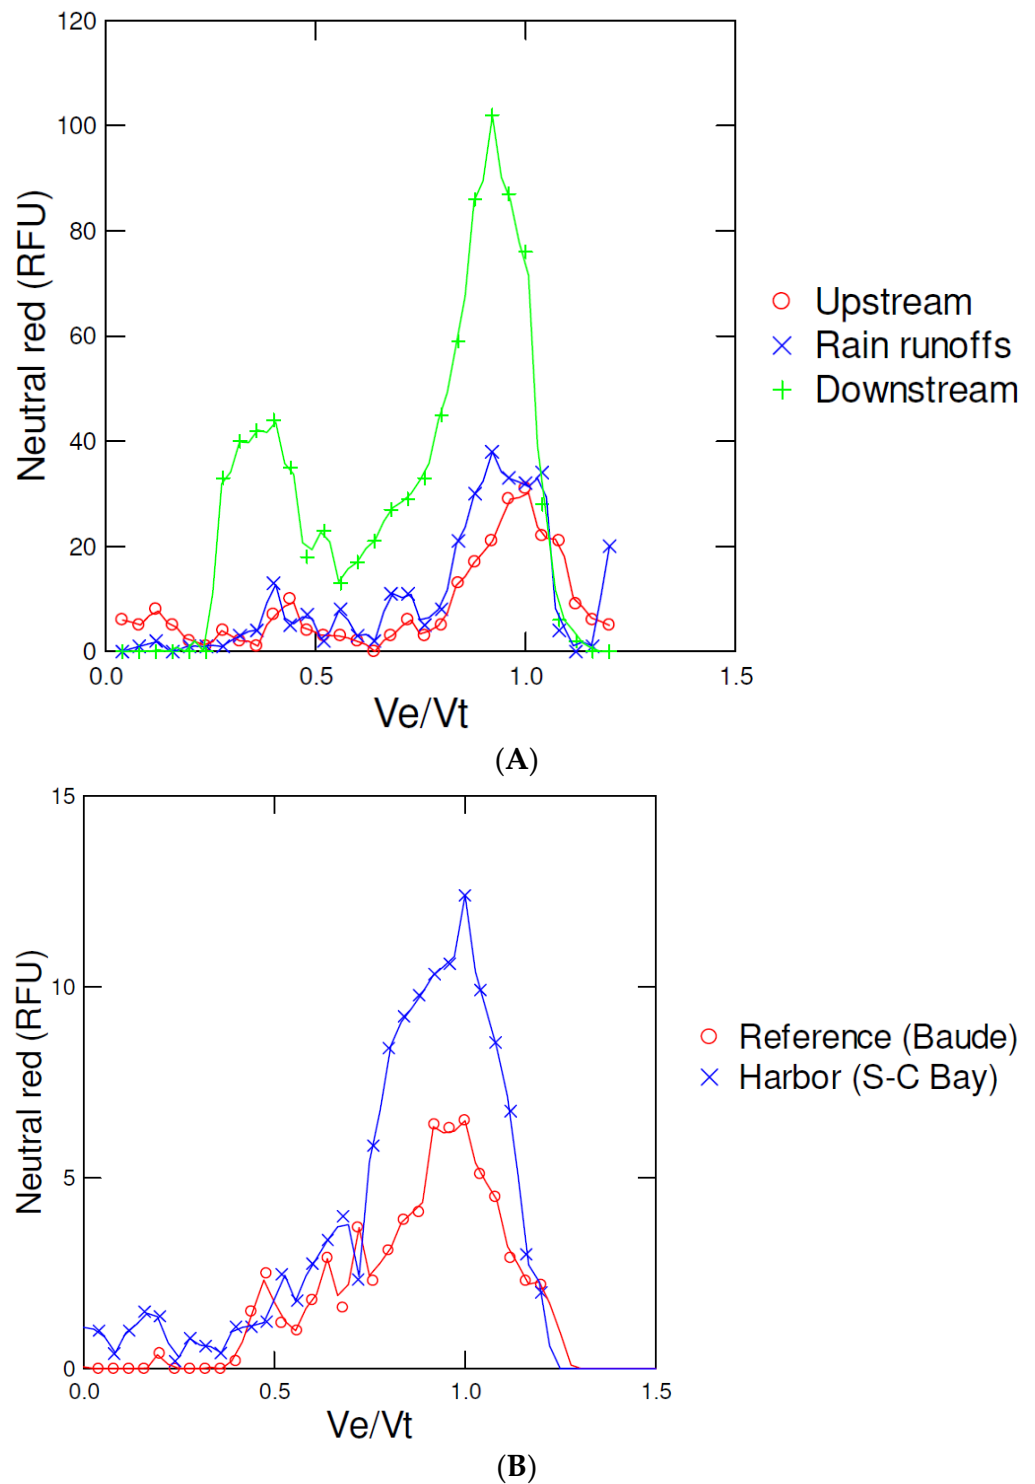 120
100
80
60
40
20
0
0.0 0.5 1.0 1.5
Neutral red (RFU)
Ve/Vt
Upstream
Rain runoffs
Downstream
(A)
15
10
5
0
0.0 0.5 1.0 1.5
Neutral red (RFU)
Ve/Vt
Reference (Baude)
Harbor (S-C Bay)
(B)